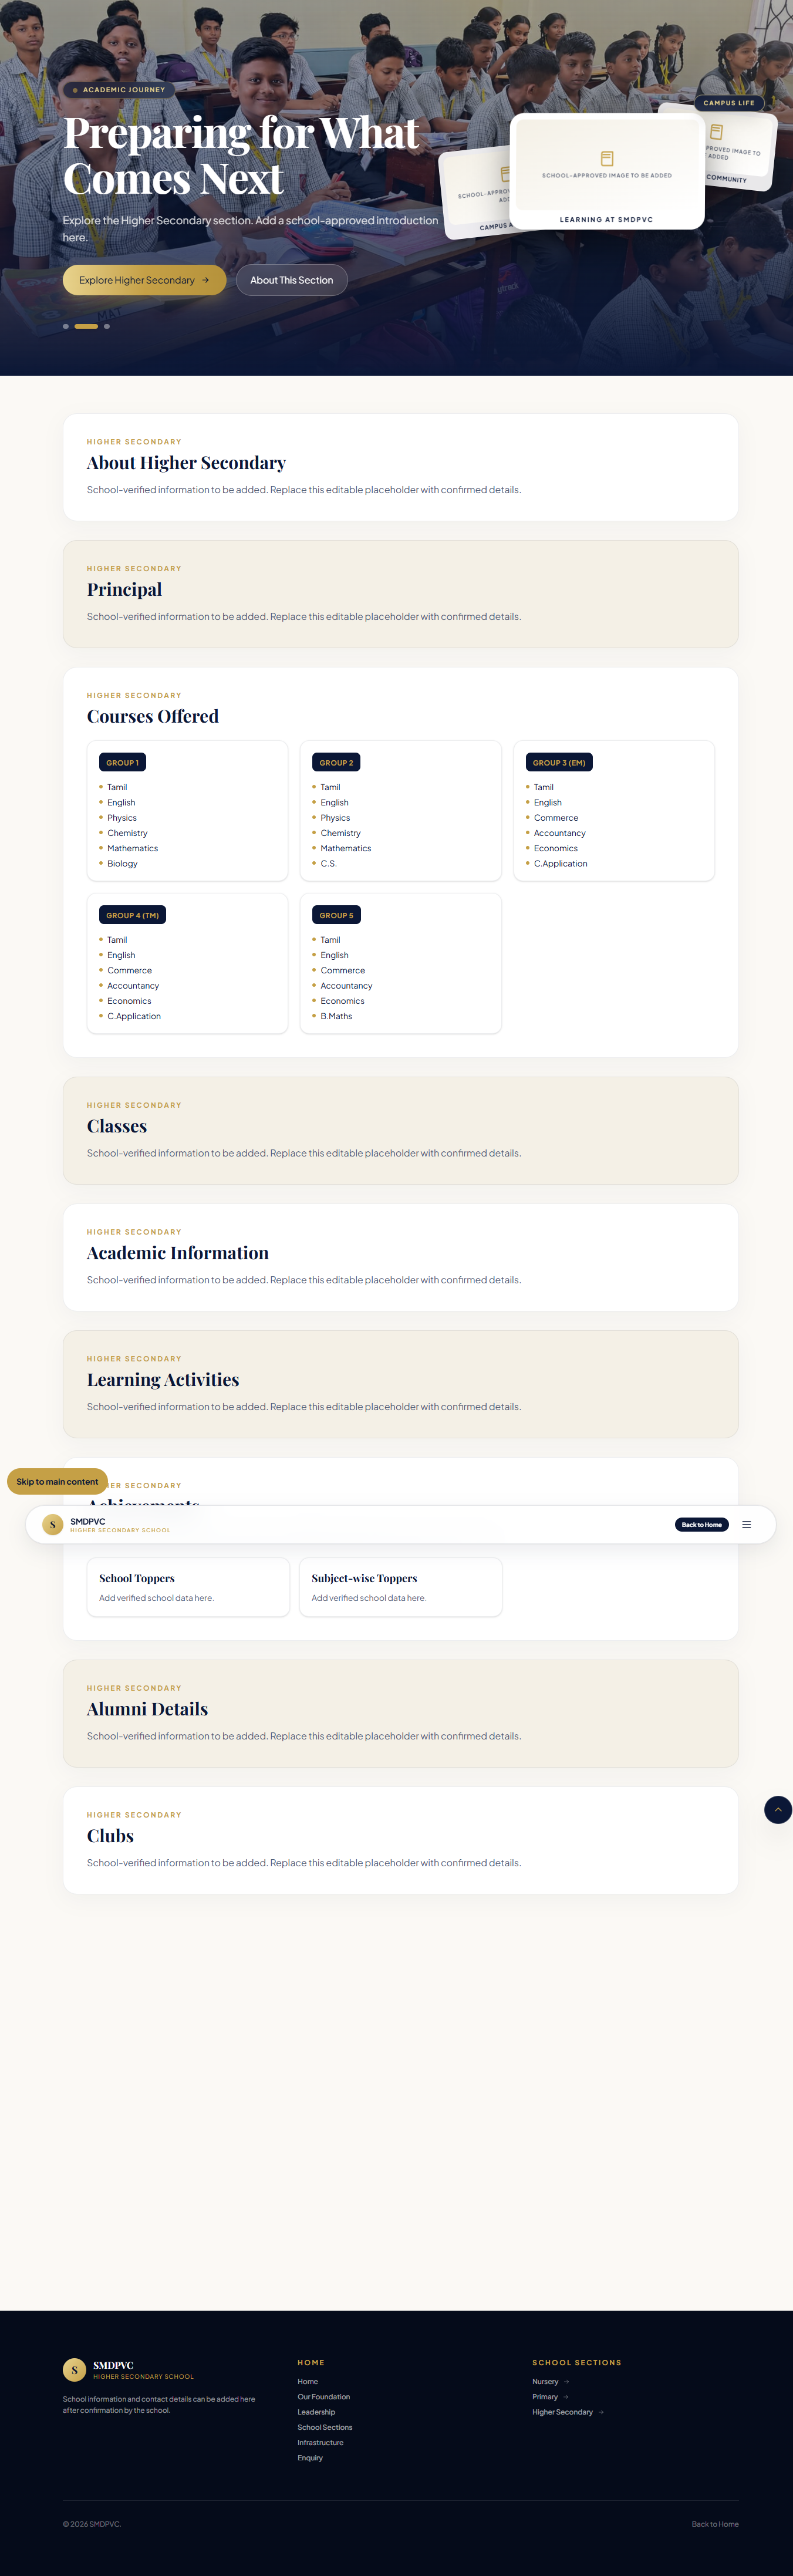 ACADEMIC JOURNEY
Preparing for What
Comes Next
Explore the Higher Secondary section. Add a school-approved introduction
here.
Explore Higher Secondary →
About This Section
CAMPUS LIFE
SCHOOL-APPROVED IMAGE TO BE ADDED
LEARNING AT SMDPVC
IMAGE TO
ADDED
COMMUNITY
CAMPUS
HIGHER SECONDARY
About Higher Secondary
School-verified information to be added. Replace this editable placeholder with confirmed details.
HIGHER SECONDARY
Principal
School-verified information to be added. Replace this editable placeholder with confirmed details.
HIGHER SECONDARY
Courses Offered
GROUP 1
Tamil
English
Physics
Chemistry
Mathematics
Biology
GROUP 2
Tamil
English
Physics
Chemistry
Mathematics
C.S.
GROUP 3 (EM)
Tamil
English
Commerce
Accountancy
Economics
C.Application
GROUP 4 (TM)
Tamil
English
Commerce
Accountancy
Economics
C.Application
GROUP 5
Tamil
English
Commerce
Accountancy
Economics
B.Maths
HIGHER SECONDARY
Classes
School-verified information to be added. Replace this editable placeholder with confirmed details.
HIGHER SECONDARY
Academic Information
School-verified information to be added. Replace this editable placeholder with confirmed details.
HIGHER SECONDARY
Learning Activities
School-verified information to be added. Replace this editable placeholder with confirmed details.
Skip to main content
SECONDARY
Achievements
S
SMDPVC
HIGHER SECONDARY SCHOOL
Back to Home
School Toppers
Add verified school data here.
Subject-wise Toppers
Add verified school data here.
HIGHER SECONDARY
Alumni Details
School-verified information to be added. Replace this editable placeholder with confirmed details.
HIGHER SECONDARY
Clubs
School-verified information to be added. Replace this editable placeholder with confirmed details.
S
SMDPVC
HIGHER SECONDARY SCHOOL
School information and contact details can be added here
after confirmation by the school.
HOME
Home
Our Foundation
Leadership
School Sections
Infrastructure
Enquiry
SCHOOL SECTIONS
Nursery →
Primary →
Higher Secondary →
© 2026 SMDPVC.
Back to Home